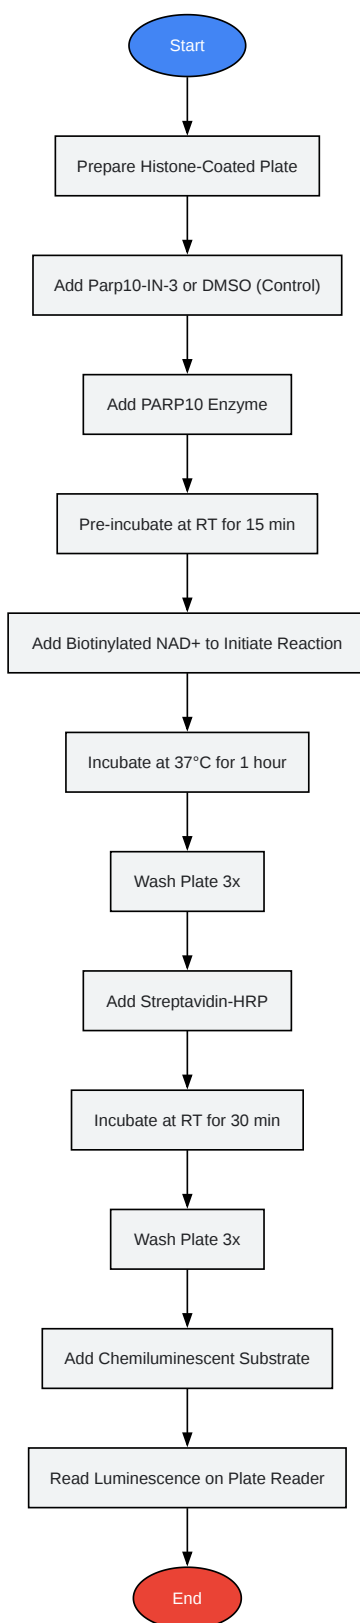 Start
Prepare Histone-Coated Plate
Add Parp10-IN-3 or DMSO (Control)
Add PARP10 Enzyme
Pre-incubate at RT for 15 min
Add Biotinylated NAD+ to Initiate Reaction
Incubate at 37°C for 1 hour
Wash Plate 3x
Add Streptavidin-HRP
Incubate at RT for 30 min
Wash Plate 3x
Add Chemiluminescent Substrate
Read Luminescence on Plate Reader
End